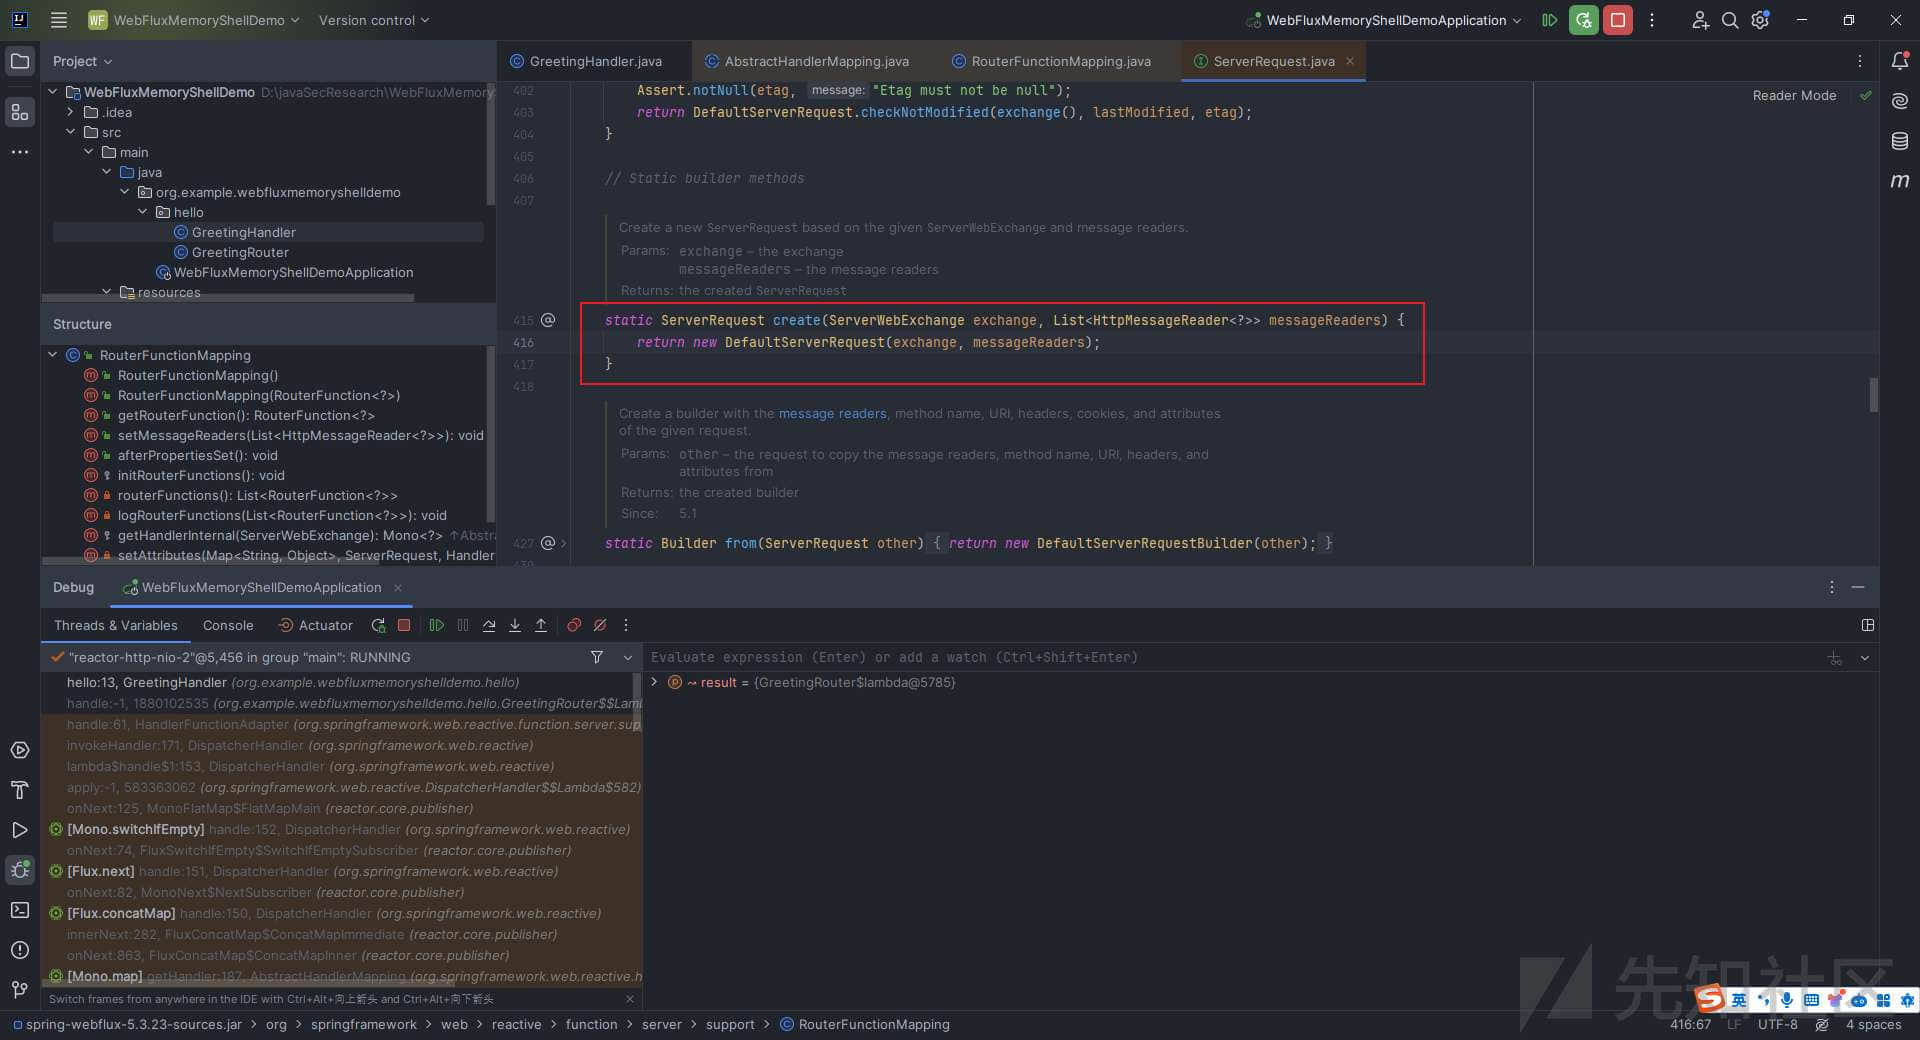 WF WebFluxMemoryShellDemo Version control WebFluxMemoryShellDemoApplication
Project
WebFluxMemoryShellDemo D:\javaSecResearch\WebFluxMemory
.idea
src
main
java
org.example.webfluxmemoryshelldemo
hello
GreetingHandler
GreetingRouter
WebFluxMemoryShellDemoApplication
resources
Structure
RouterFunctionMapping
RouterFunctionMapping()
RouterFunctionMapping(RouterFunction<?>)
getRouterFunction(): RouterFunction<?>
setMessageReaders(List<HttpMessageReader<?>>): void
afterPropertiesSet(): void
initRouterFunctions(): void
routerFunctions(): List<RouterFunction<?>>
logRouterFunctions(List<RouterFunction<?>>): void
getHandlerInternal(ServerWebExchange): Mono<?> ↑Abstra
setAttributes(Map<String, Object>, ServerRequest, Handler
GreetingHandler.java AbstractHandlerMapping.java RouterFunctionMapping.java ServerRequest.java
Reader Mode
402 Assert.notNull(etag, message: "Etag must not be null");
403 return DefaultServerRequest.checkNotModified(exchange(), lastModified, etag);
404 }
405
406 // Static builder methods
407
Create a new ServerRequest based on the given ServerWebExchange and message readers.
Params: exchange – the exchange
messageReaders – the message readers
Returns: the created ServerRequest
415 static ServerRequest create(ServerWebExchange exchange, List<HttpMessageReader<?>> messageReaders) {
416 return new DefaultServerRequest(exchange, messageReaders);
417 }
418
Create a builder with the message readers, method name, URI, headers, cookies, and attributes
of the given request.
Params: other – the request to copy the message readers, method name, URI, headers, and
attributes from
Returns: the created builder
Since: 5.1
427 static Builder from(ServerRequest other) { return new DefaultServerRequestBuilder(other); }
430
Debug WebFluxMemoryShellDemoApplication
Threads & Variables Console Actuator
"reactor-http-nio-2"@5,456 in group "main": RUNNING
Evaluate expression (Enter) or add a watch (Ctrl+Shift+Enter)
result = {GreetingRouter$lambda@5785}
hello:13, GreetingHandler (org.example.webfluxmemoryshelldemo.hello)
handle:-1, 1880102535 (org.example.webfluxmemoryshelldemo.hello.GreetingRouter$$Lam
handle:61, HandlerFunctionAdapter (org.springframework.web.reactive.function.server.sup
invokeHandler:171, DispatcherHandler (org.springframework.web.reactive)
lambda$handle$1:153, DispatcherHandler (org.springframework.web.reactive)
apply:-1, 583363062 (org.springframework.web.reactive.DispatcherHandler$$Lambda$582)
onNext:125, MonoFlatMap$FlatMapMain (reactor.core.publisher)
[Mono.switchIfEmpty] handle:152, DispatcherHandler (org.springframework.web.reactive)
onNext:74, FluxSwitchIfEmpty$SwitchIfEmptySubscriber (reactor.core.publisher)
[Flux.next] handle:151, DispatcherHandler (org.springframework.web.reactive)
onNext:82, MonoNext$NextSubscriber (reactor.core.publisher)
[Flux.concatMap] handle:150, DispatcherHandler (org.springframework.web.reactive)
innerNext:282, FluxConcatMap$ConcatMapImmediate (reactor.core.publisher)
onNext:863, FluxConcatMap$ConcatMapInner (reactor.core.publisher)
[Mono.map] getHandler:187, AbstractHandlerMapping (org.springframework.web.reactive.h
Switch frames from anywhere in the IDE with Ctrl+Alt+向上箭头 and Ctrl+Alt+向下箭头
先知社区
英
spring-webflux-5.3.23-sources.jar > org > springframework > web > reactive > function > server > support > RouterFunctionMapping
416:67 LF UTF-8 4 spaces